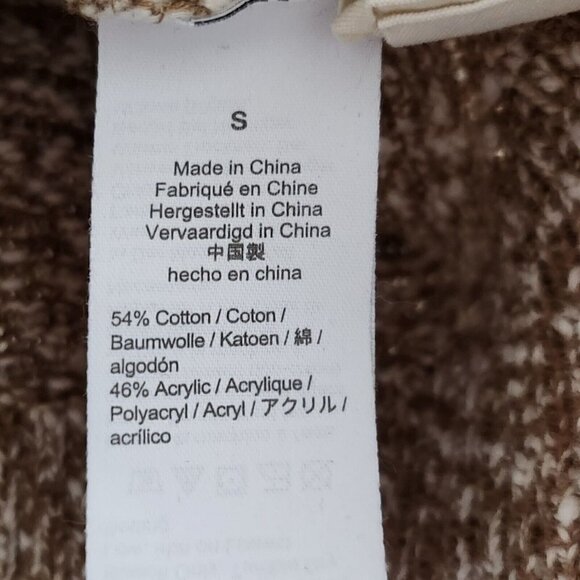 S
Made in China
Fabriqué en Chine
Hergestellt in China
Vervaardigd in China
中国製
hecho en china
54% Cotton / Coton /
Baumwolle / Katoen / 綿 /
algodón
46% Acrylic / Acrylique /
Polyacryl / Acryl / アクリル /
acrílico